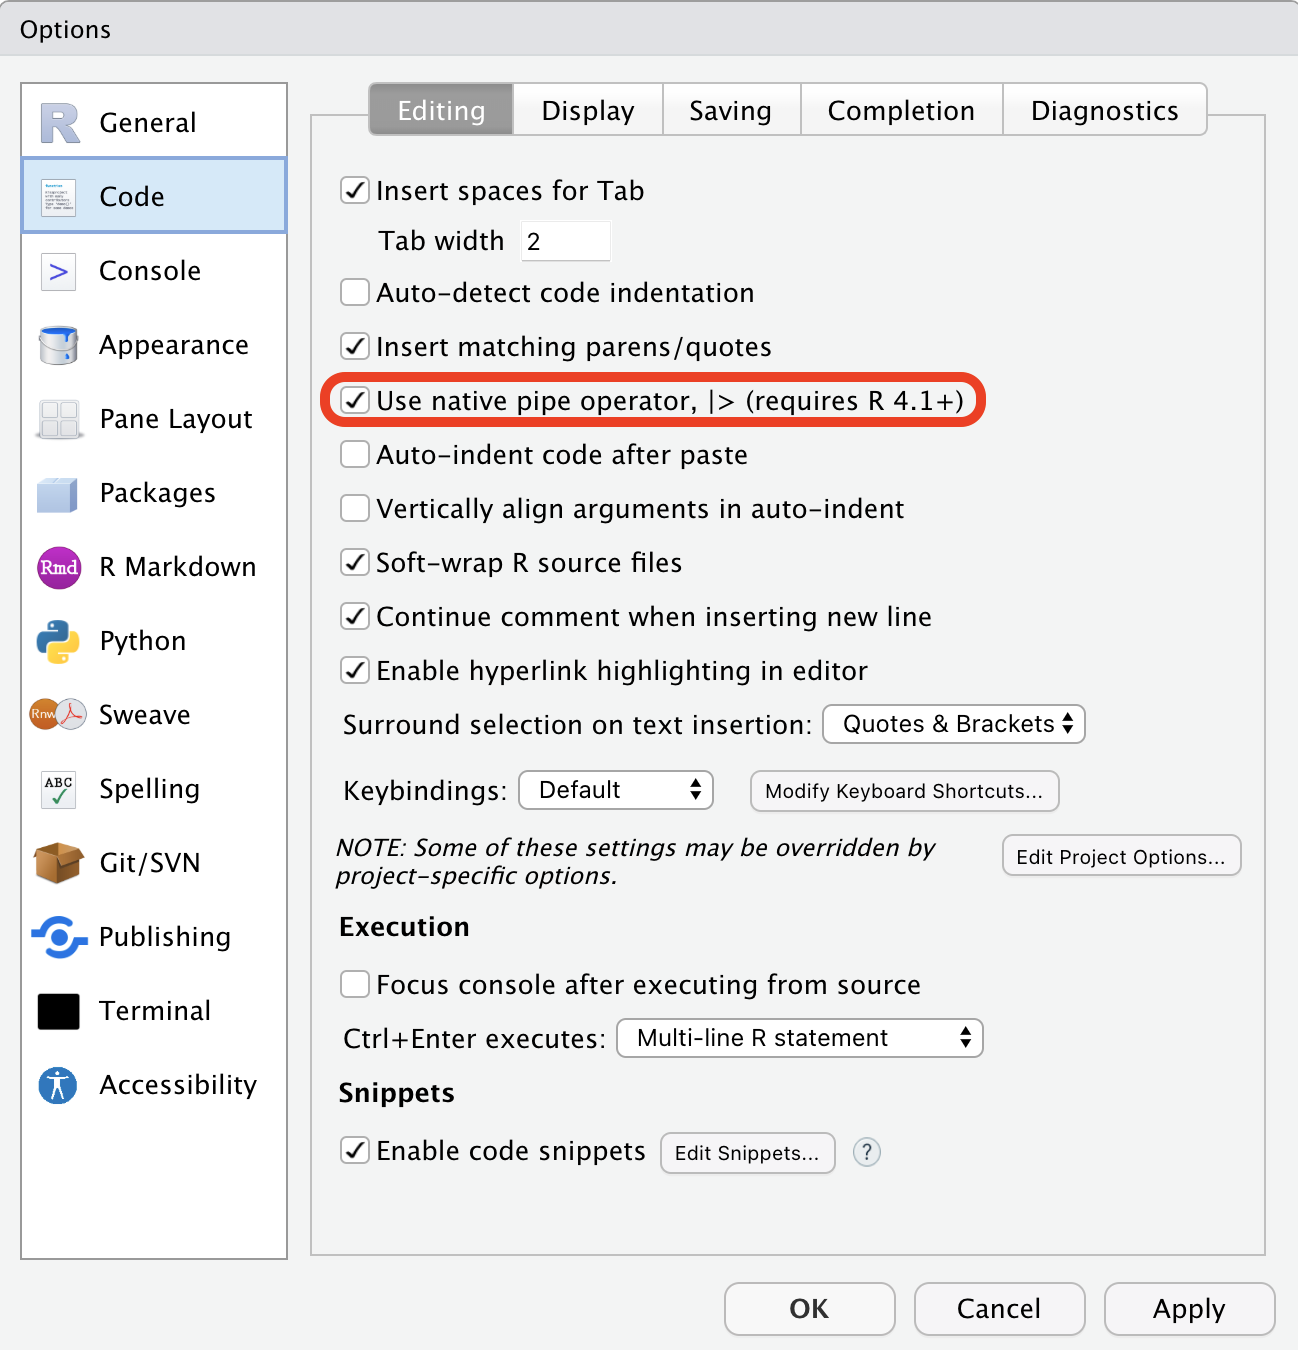 Options
General
Code
Console
Appearance
Pane Layout
Packages
Rmd
R Markdown
Python
Rnw
Sweave
ABC
Spelling
Git/SVN
Publishing
Terminal
Accessibility
Editing
Display
Saving
Completion
Diagnostics
Insert spaces for Tab
Tab width 2
Auto-detect code indentation
Insert matching parens/quotes
Use native pipe operator, |> (requires R 4.1+)
Auto-indent code after paste
Vertically align arguments in auto-indent
Soft-wrap R source files
Continue comment when inserting new line
Enable hyperlink highlighting in editor
Surround selection on text insertion: Quotes & Brackets
Keybindings: Default Modify Keyboard Shortcuts...
NOTE: Some of these settings may be overridden by
project-specific options.
Edit Project Options...
Execution
Focus console after executing from source
Ctrl+Enter executes: Multi-line R statement
Snippets
Enable code snippets Edit Snippets... ?
OK
Cancel
Apply